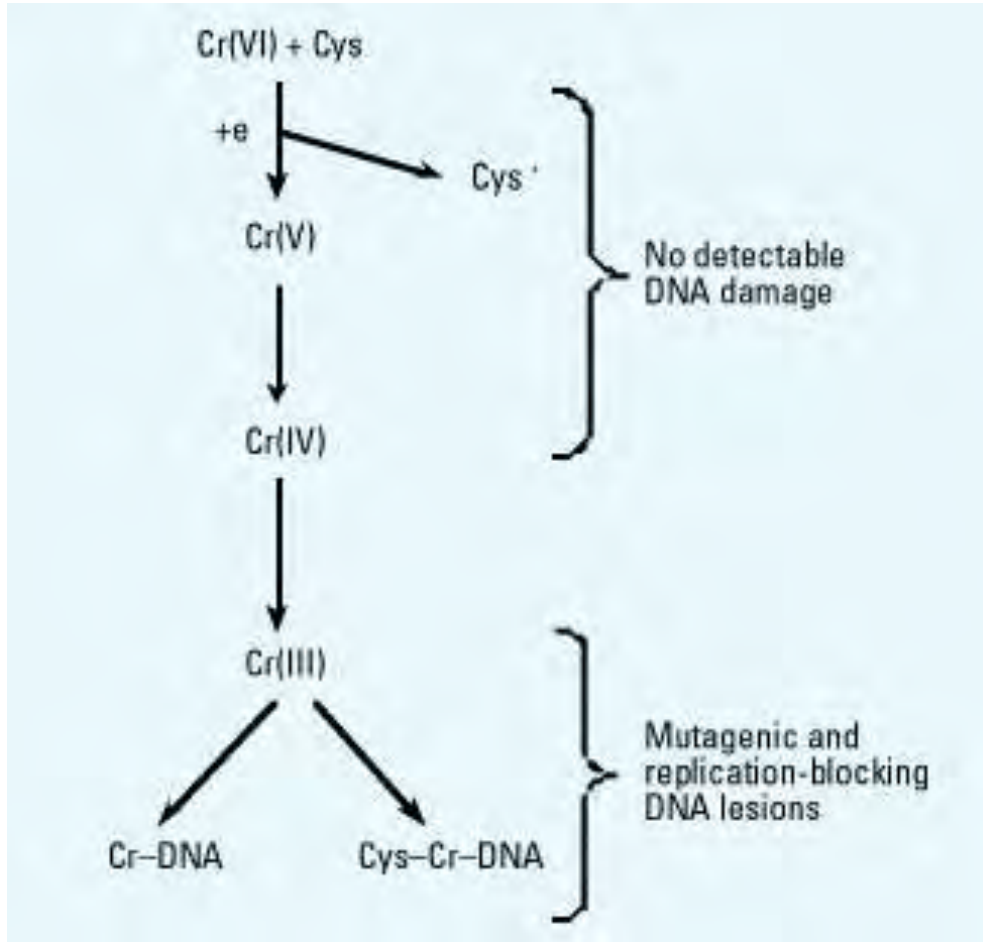 Cr(VI) + Cys
+e
Cys ·
Cr(V)
No detectable
DNA damage
Cr(IV)
Cr(III)
Mutagenic and
replication-blocking
DNA lesions
Cr–DNA
Cys–Cr–DNA